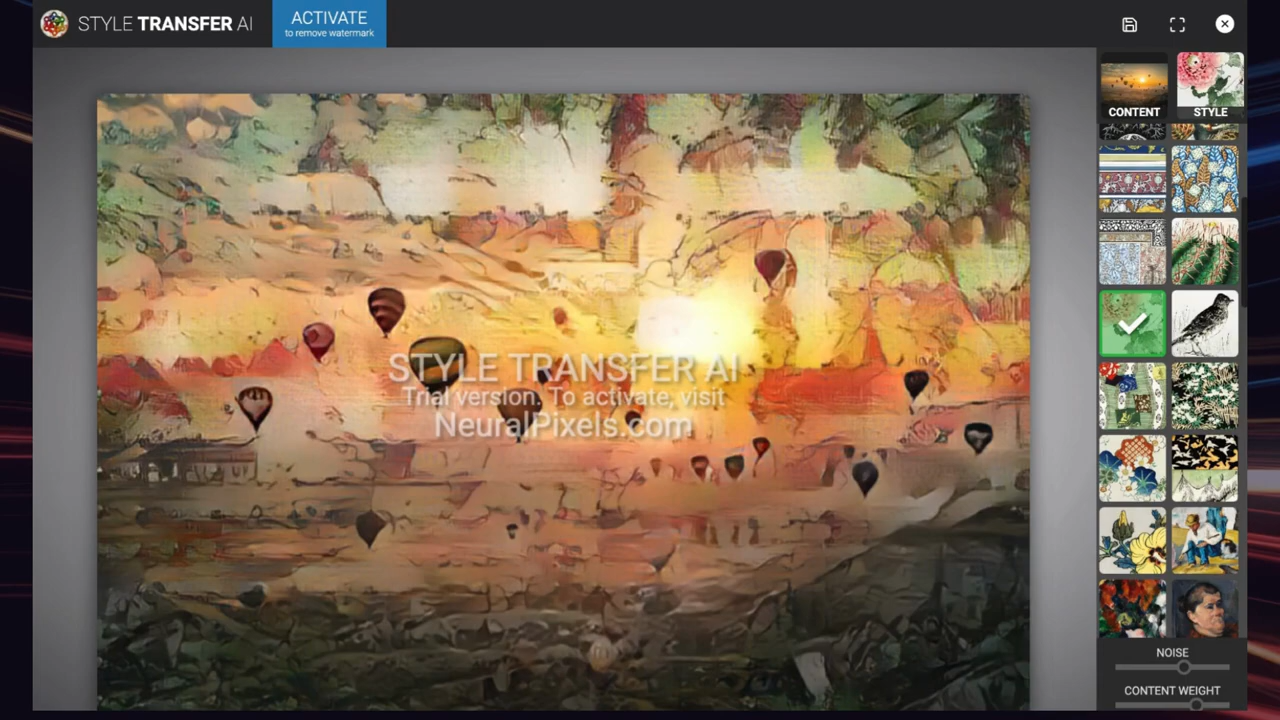 STYLE TRANSFER AI
ACTIVATE
to remove watermark
CONTENT
STYLE
STYLE TRANSFER AI
Trial version. To activate, visit
NeuralPixels.com
NOISE
CONTENT WEIGHT